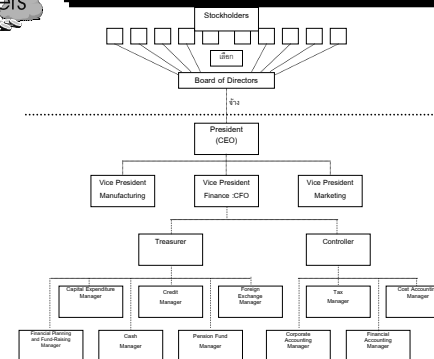 ers
Stockholders
เลือก
Board of Directors
จ้าง
President
(CEO)
Vice President
Manufacturing
Vice President
Finance :CFO
Vice President
Marketing
Treasurer
Controller
Capital Expenditure
Manager
Credit
Manager
Foreign
Exchange
Manager
Tax
Manager
Cost Accountin
Manager
Financial Planning
and Fund-Raising
Manager
Cash
Manager
Pension Fund
Manager
Corporate
Accounting
Manager
Financial
Accounting
Manager